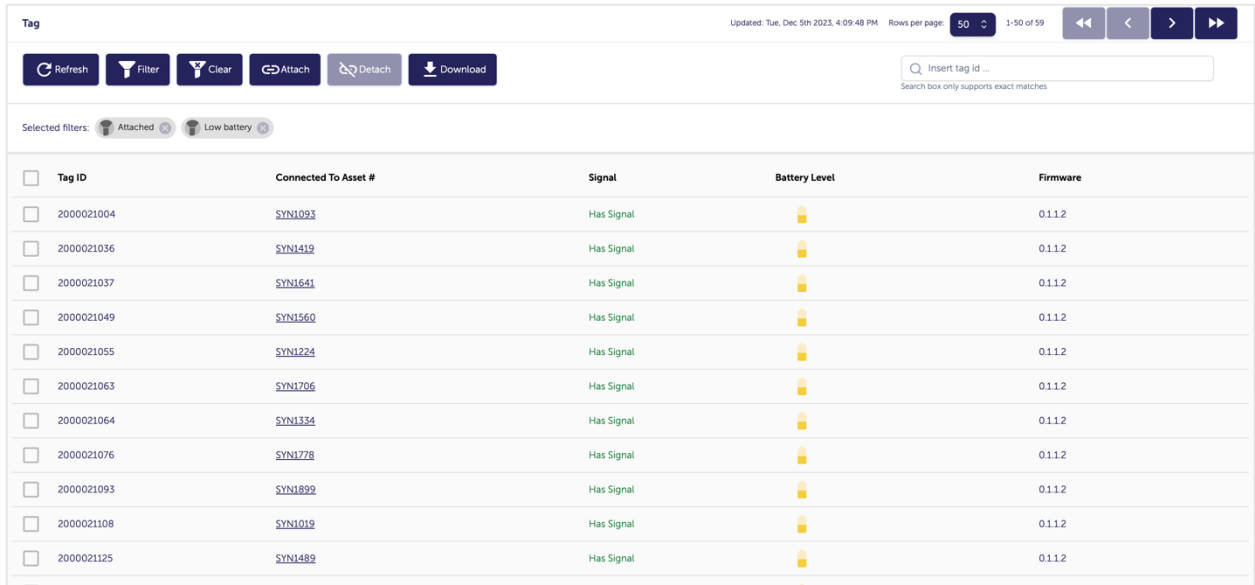 Tag Updated: Tue, Dec 5th 2023, 4:09:48 PM Rows per page: 50 1-50 of 59
Refresh Filter Clear Attach Detach Download Insert tag id ...
Search box only supports exact matches
Selected filters: Attached Low battery
Tag ID Connected To Asset # Signal Battery Level Firmware
2000021004 SYN1093 Has Signal 0.1.1.2
2000021036 SYN1419 Has Signal 0.1.1.2
2000021037 SYN1641 Has Signal 0.1.1.2
2000021049 SYN1560 Has Signal 0.1.1.2
2000021055 SYN1224 Has Signal 0.1.1.2
2000021063 SYN1706 Has Signal 0.1.1.2
2000021064 SYN1334 Has Signal 0.1.1.2
2000021076 SYN1778 Has Signal 0.1.1.2
2000021093 SYN1899 Has Signal 0.1.1.2
2000021108 SYN1019 Has Signal 0.1.1.2
2000021125 SYN1489 Has Signal 0.1.1.2